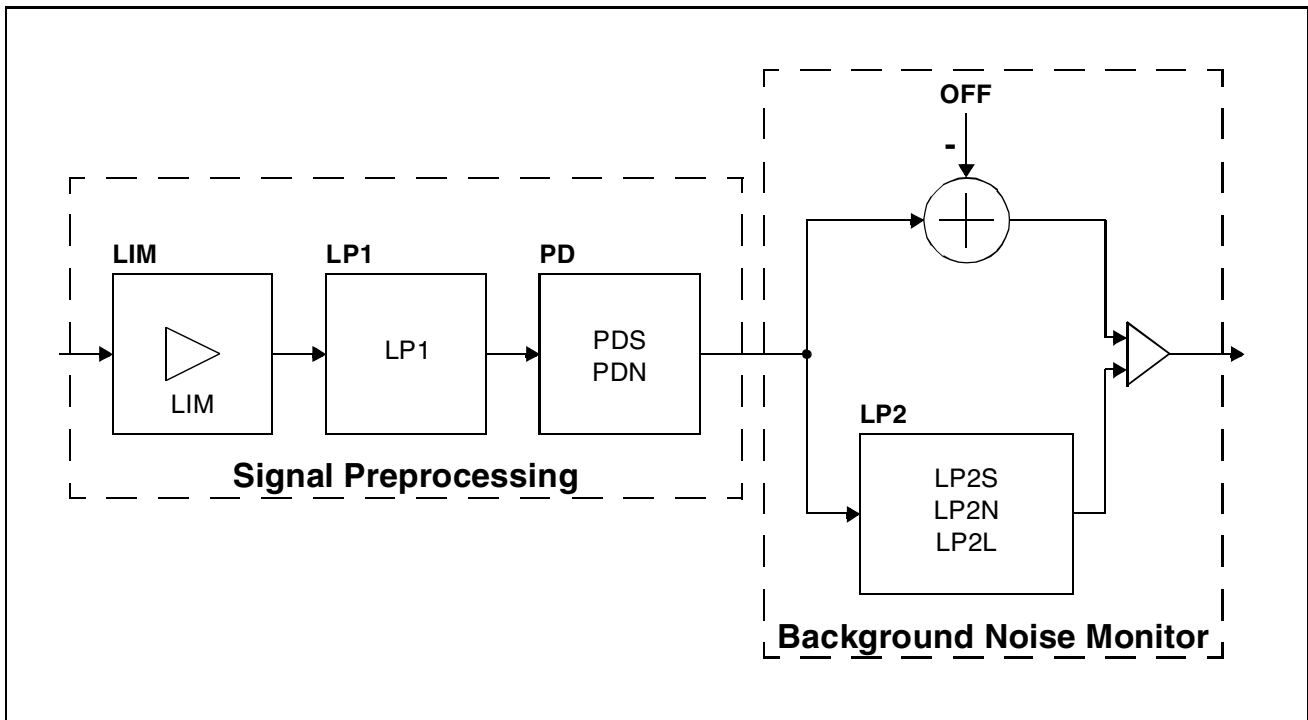 OFF
-
LIM
LP1
PD
LIM
LP1
PDS
PDN
Signal Preprocessing
LP2
LP2S
LP2N
LP2L
Background Noise Monitor